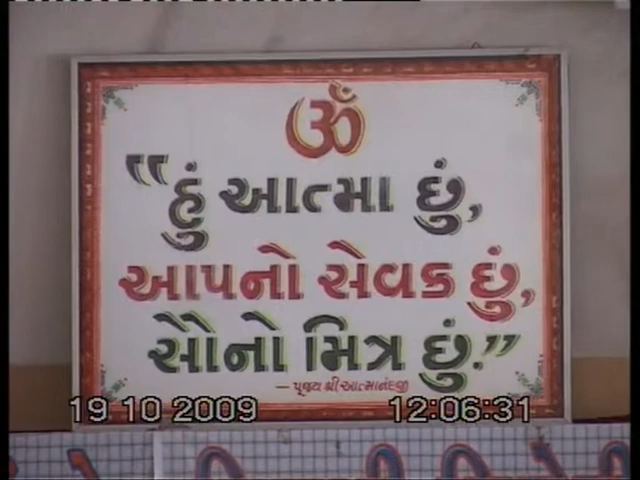 ૐ
“હું આત્મા છું,
આપનો સેવક છું,
સૌનો મિત્ર છું.”
— પૂજ્ય શ્રી આત્માનંદજી
19 10 2009 12:06:31